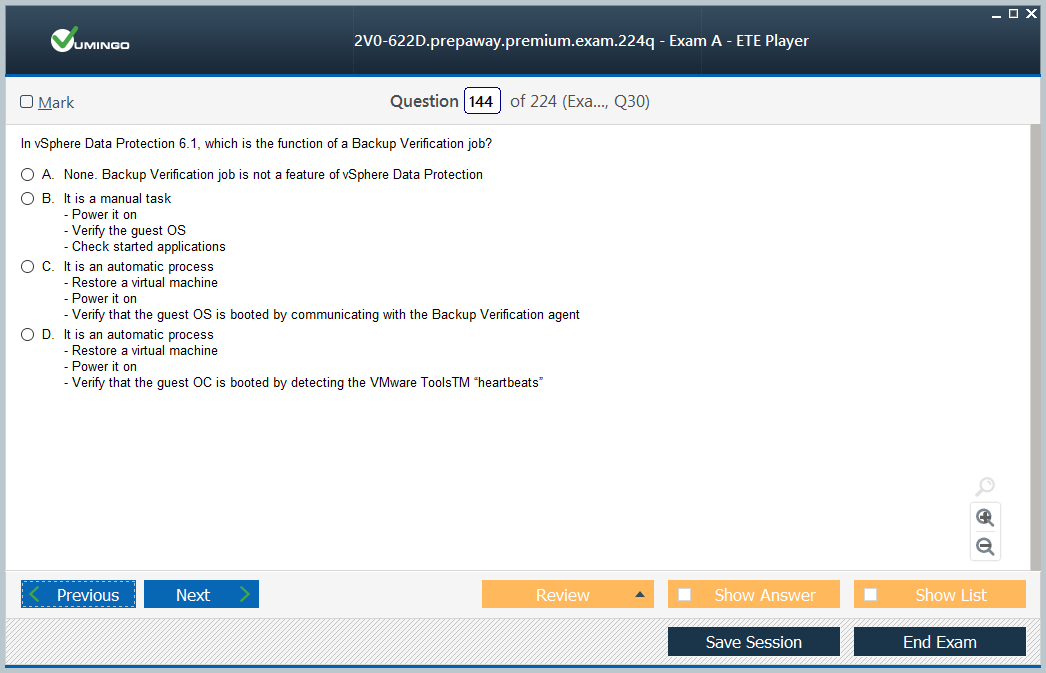 VUMINGO
2V0-622D.prepaway.premium.exam.224q - Exam A - ETE Player
Mark
Question 144 of 224 (Exa..., Q30)
In vSphere Data Protection 6.1, which is the function of a Backup Verification job?
A. None. Backup Verification job is not a feature of vSphere Data Protection
B. It is a manual task
- Power it on
- Verify the guest OS
- Check started applications
C. It is an automatic process
- Restore a virtual machine
- Power it on
- Verify that the guest OS is booted by communicating with the Backup Verification agent
D. It is an automatic process
- Restore a virtual machine
- Power it on
- Verify that the guest OC is booted by detecting the VMware ToolsTM “heartbeats”
Previous
Next
Review
Show Answer
Show List
Save Session
End Exam